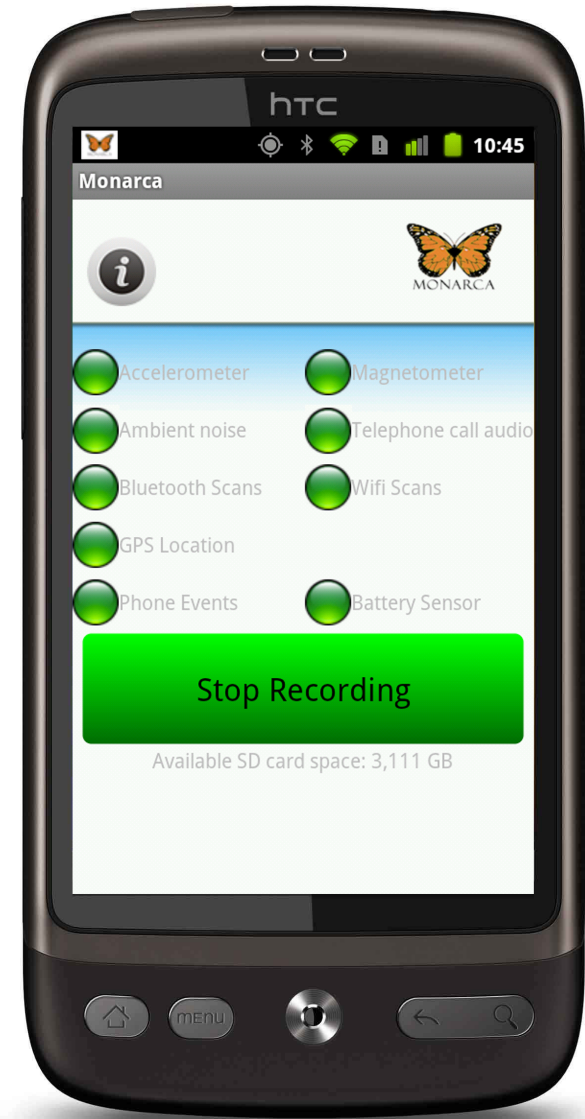 hTC
10:45
Monarca
MONARCA
Accelerometer Magnetometer
Ambient noise Telephone call audio
Bluetooth Scans Wifi Scans
GPS Location
Phone Events Battery Sensor
Stop Recording
Available SD card space: 3,111 GB
menu